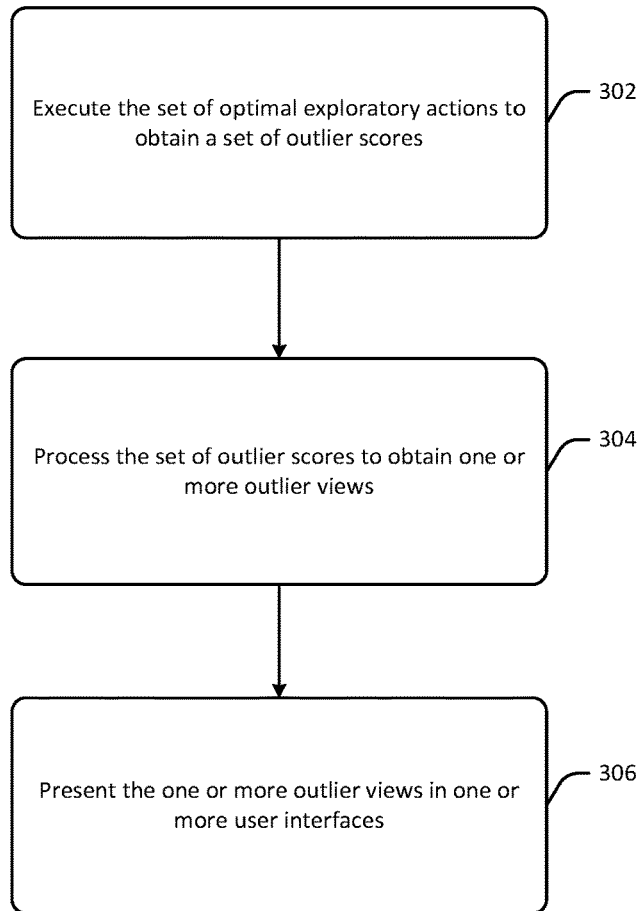 Execute the set of optimal exploratory actions to
obtain a set of outlier scores
302
Process the set of outlier scores to obtain one or
more outlier views
304
Present the one or more outlier views in one or
more user interfaces
306